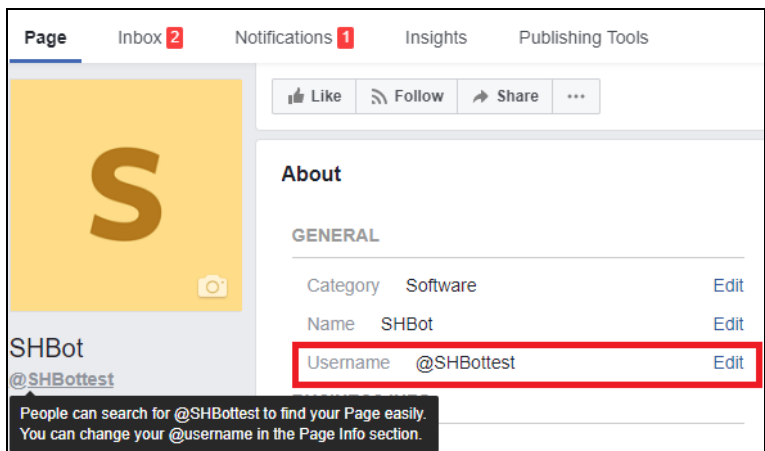 Page Inbox 2 Notifications 1 Insights Publishing Tools
Like Follow Share ...
S
About
GENERAL
Category Software Edit
Name SHBot Edit
Username @SHBottest Edit
SHBot
@SHBottest
People can search for @SHBottest to find your Page easily.
You can change your @username in the Page Info section.